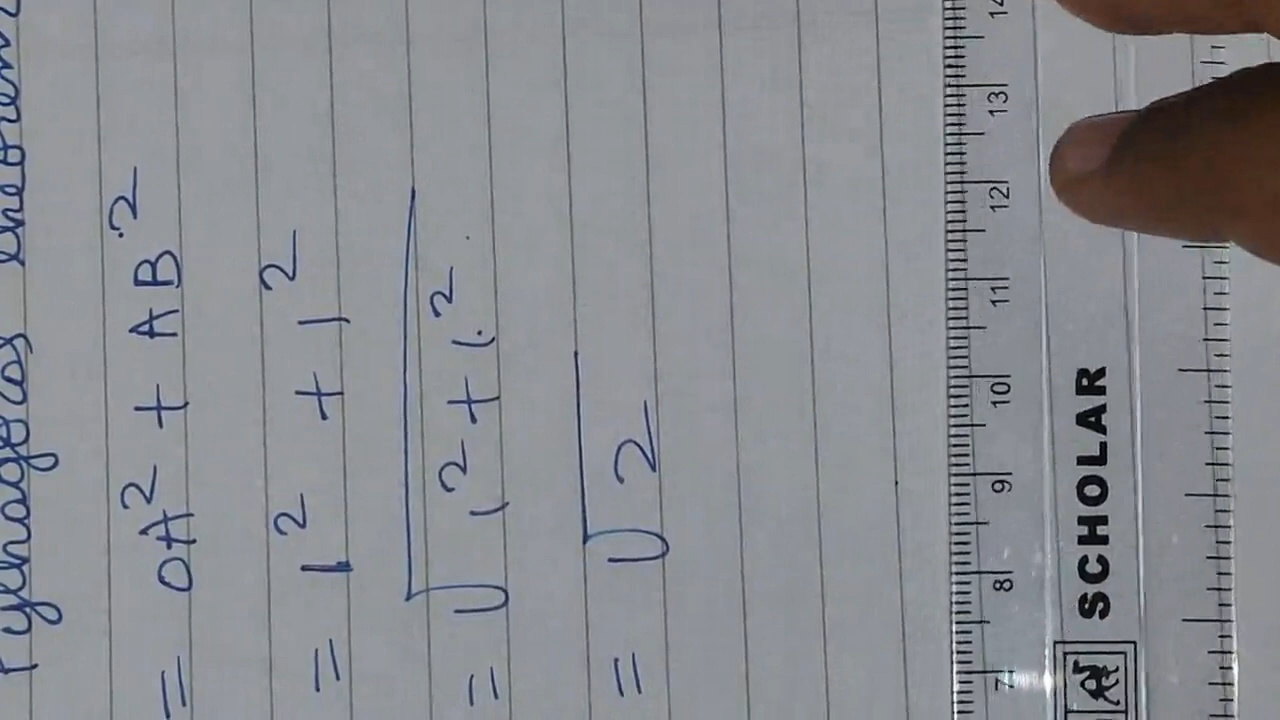 Pythagoras theorem
= OA² + AB²
= 1² + 1²
= √1² + 1²
= √2
7 8 9 10 11 12 13 14
SCHOLAR